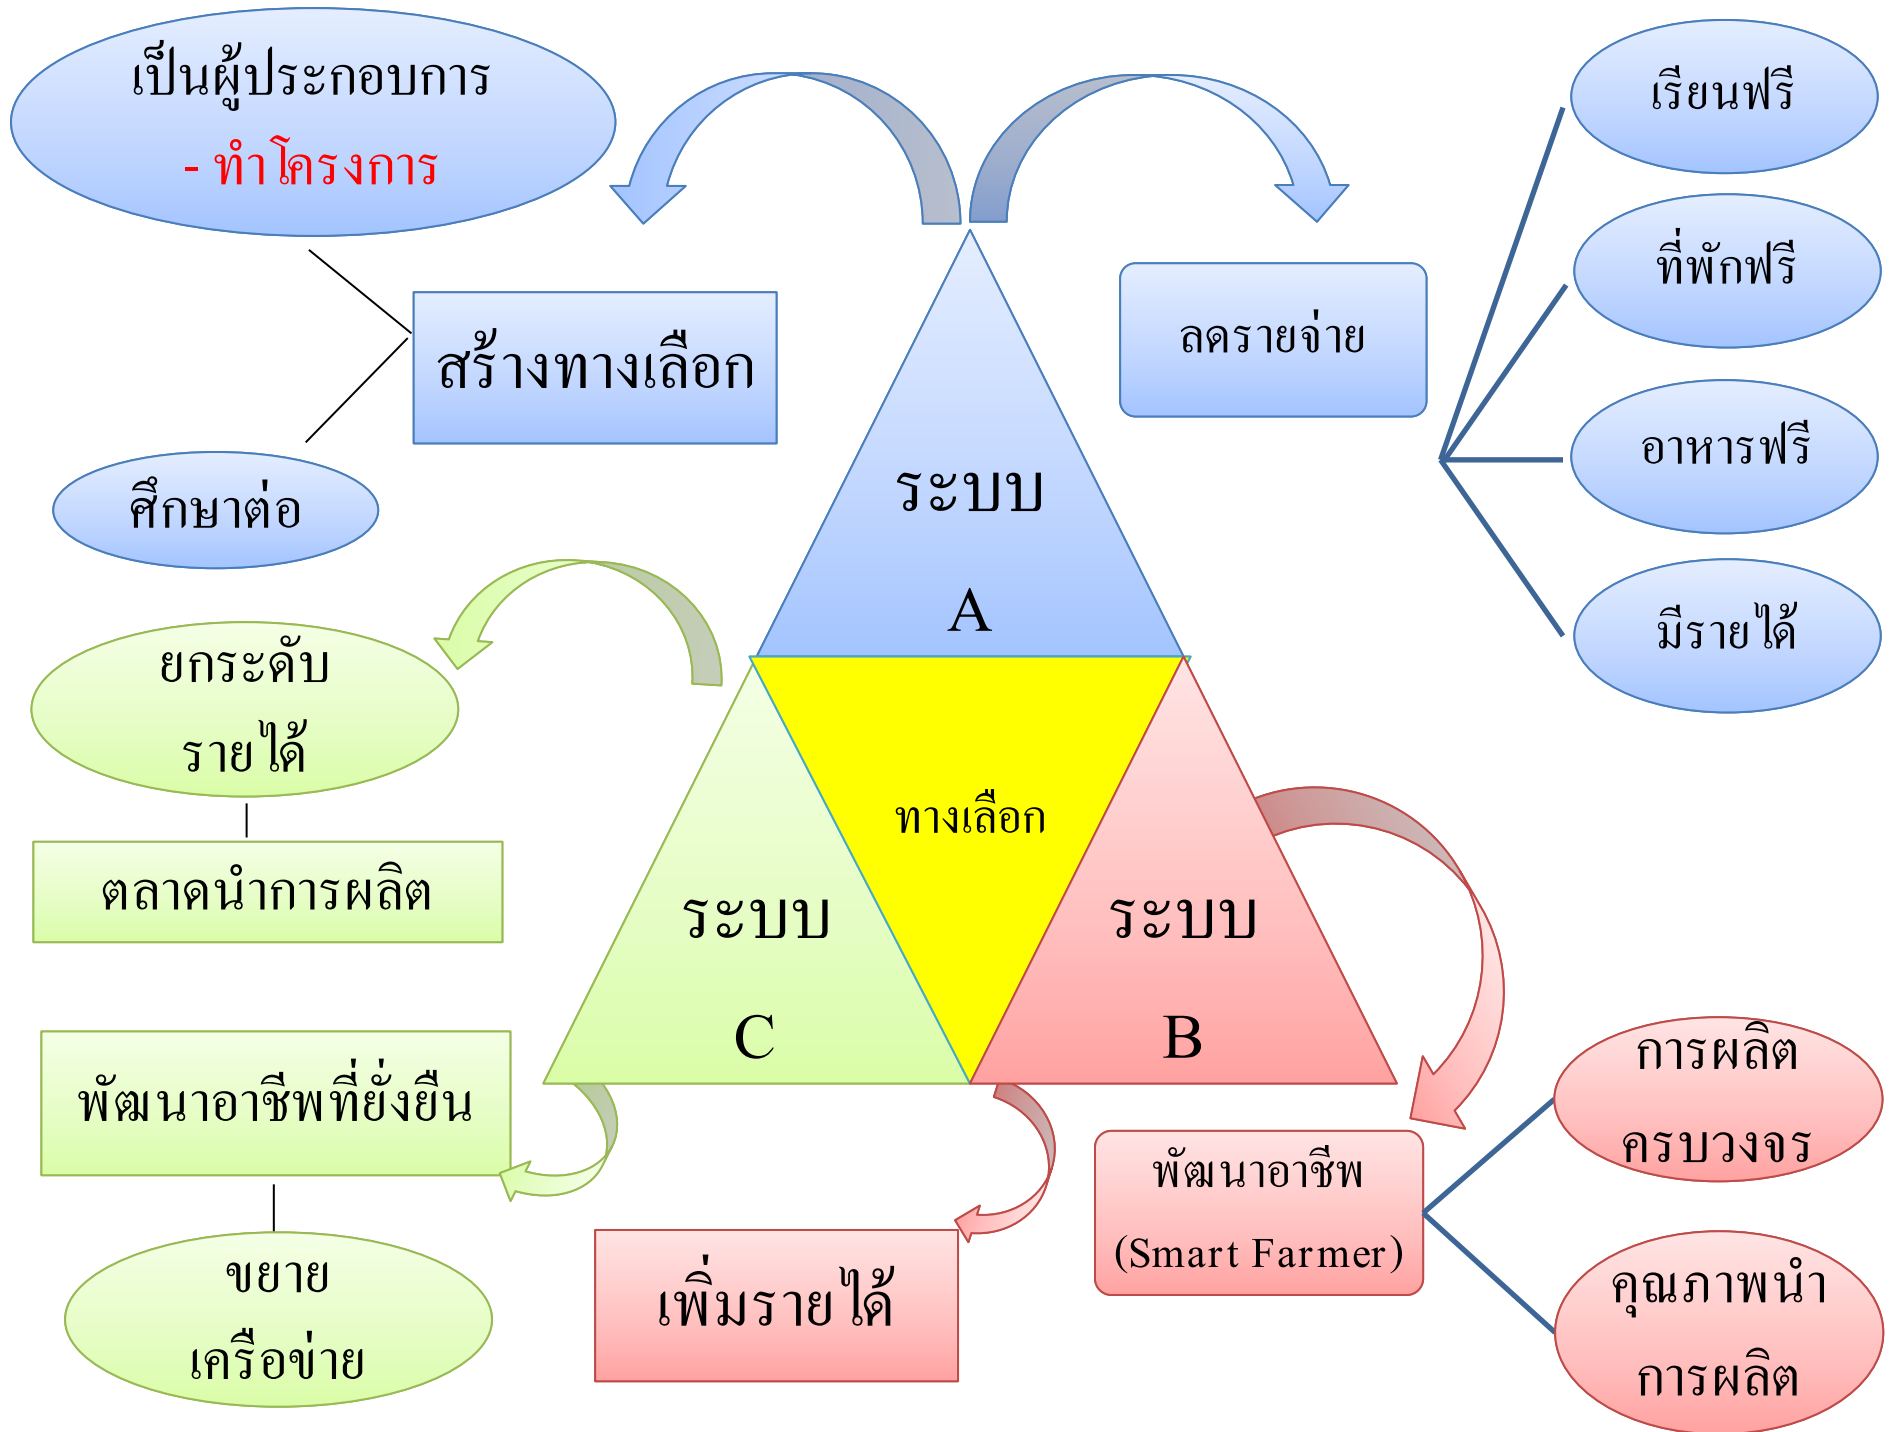 เป็นผู้ประกอบการ
- ทำโครงการ
สร้างทางเลือก
ศึกษาต่อ
ลดรายจ่าย
เรียนฟรี
ที่พักฟรี
อาหารฟรี
มีรายได้
ระบบ
A
ทางเลือก
ระบบ
C
ระบบ
B
ยกระดับ
รายได้
ตลาดนำการผลิต
พัฒนาอาชีพที่ยั่งยืน
ขยาย
เครือข่าย
เพิ่มรายได้
พัฒนาอาชีพ
(Smart Farmer)
การผลิต
ครบวงจร
คุณภาพนำ
การผลิต